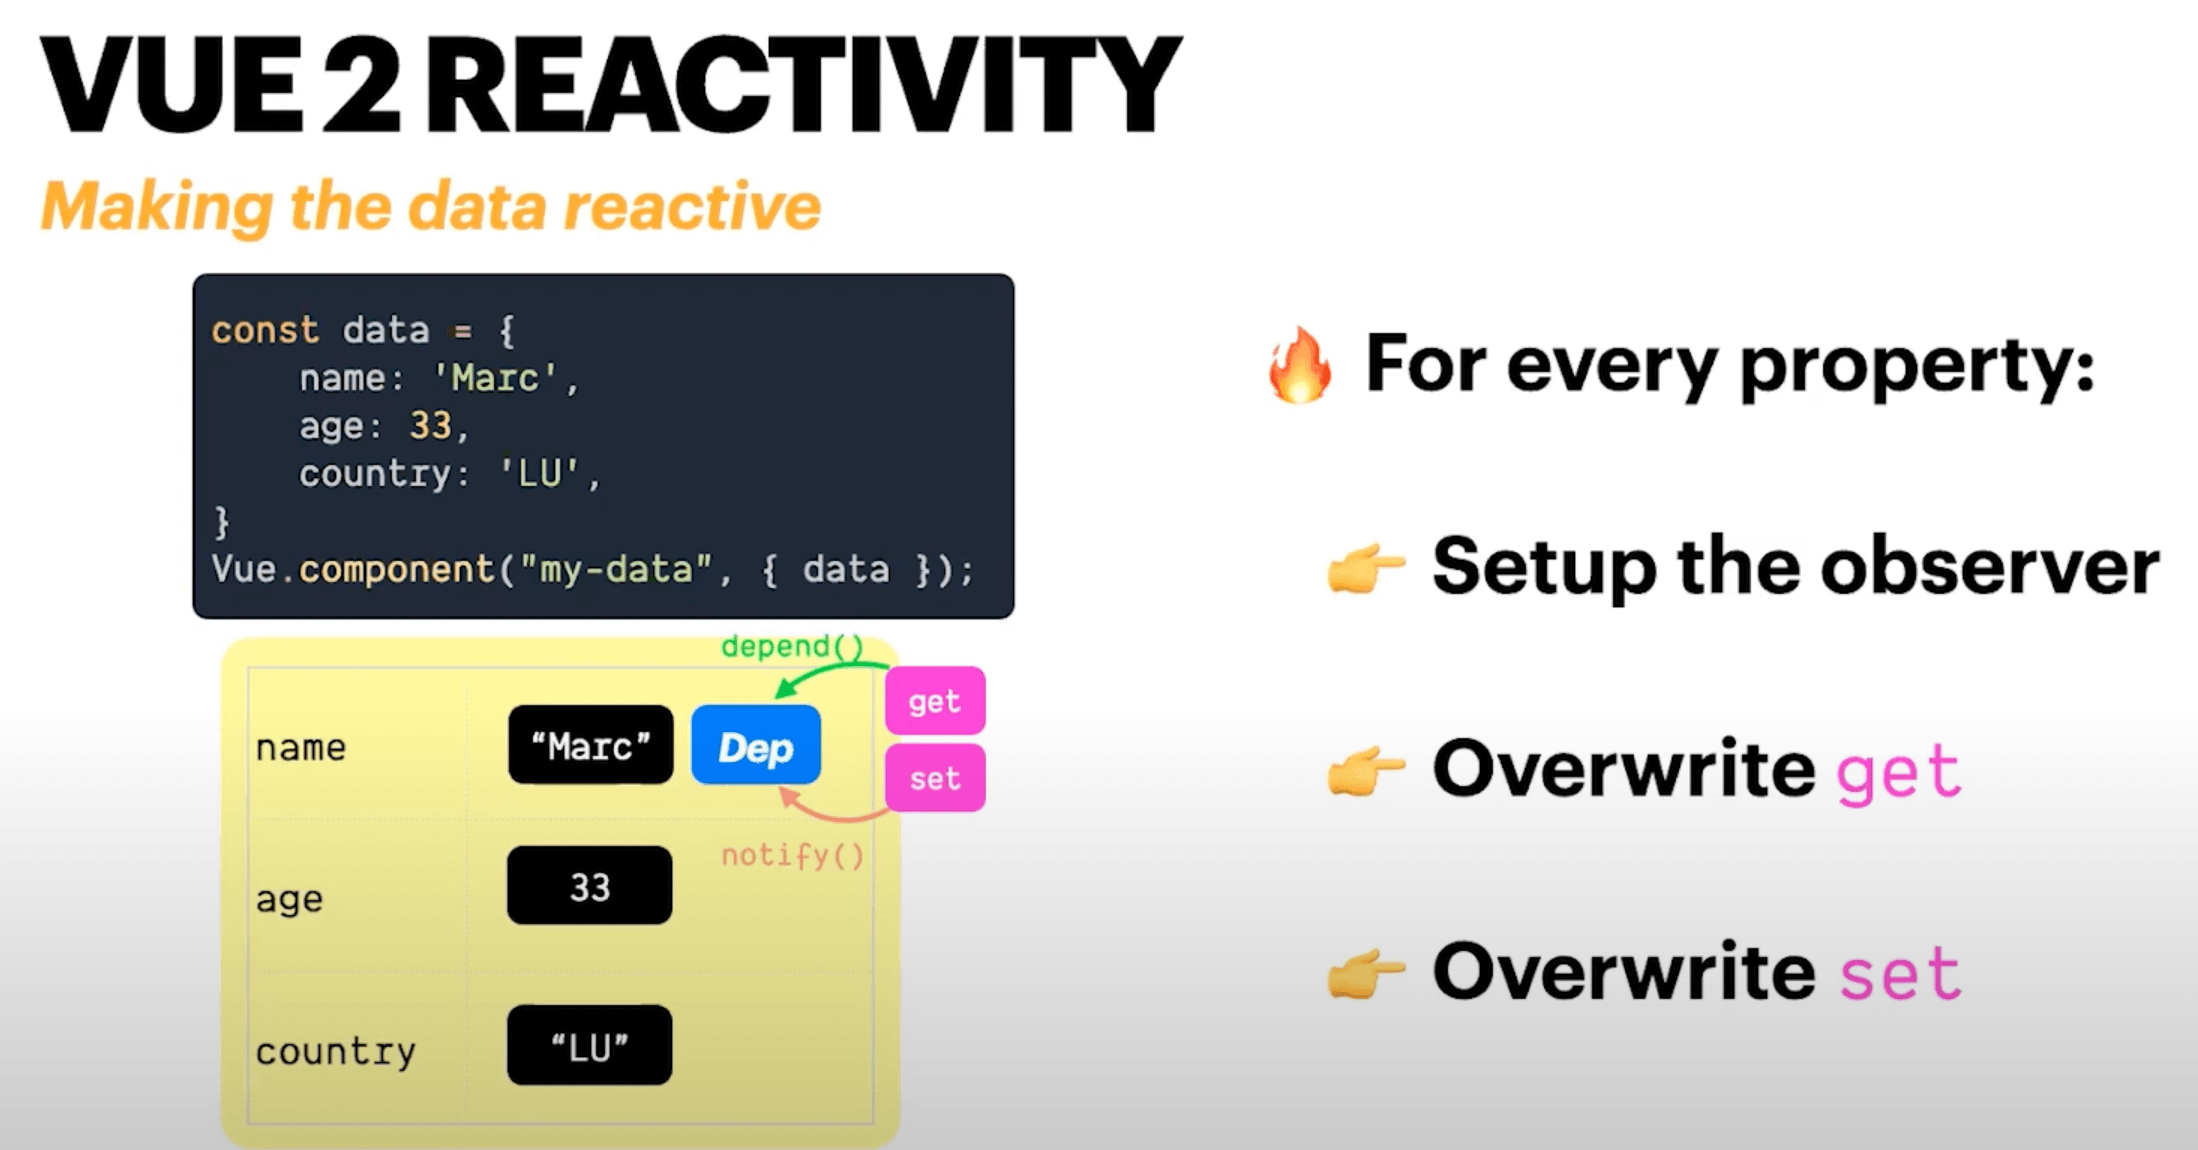 VUE 2 REACTIVITY
Making the data reactive
const data = {
    name: 'Marc',
    age: 33,
    country: 'LU',
}
Vue.component("my-data", { data });
depend()
get
name
“Marc”
Dep
set
notify()
age
33
country
“LU”
🔥 For every property:
👉 Setup the observer
👉 Overwrite get
👉 Overwrite set